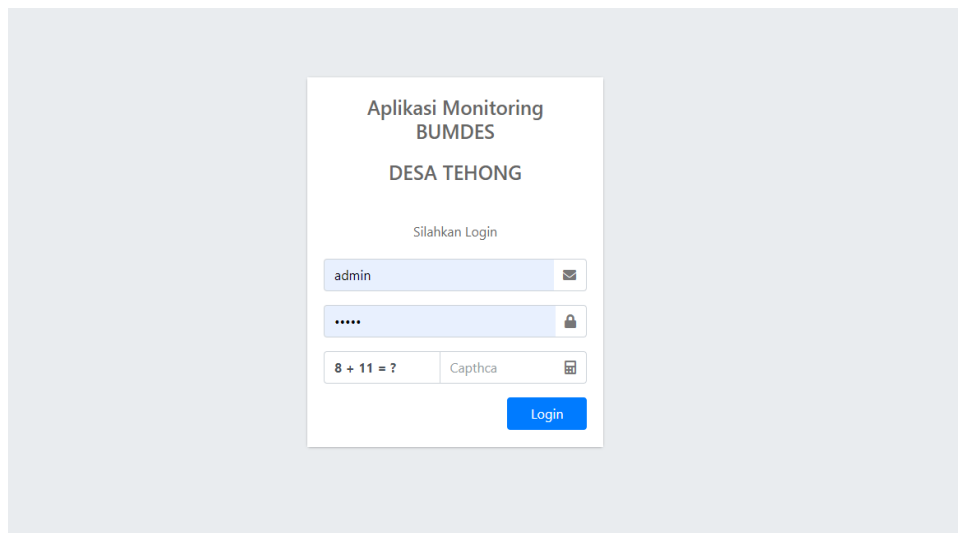 Aplikasi Monitoring
BUMDES
DESA TEHONG
Silahkan Login
admin
•••••
8 + 11 = ?
Capthca
Login